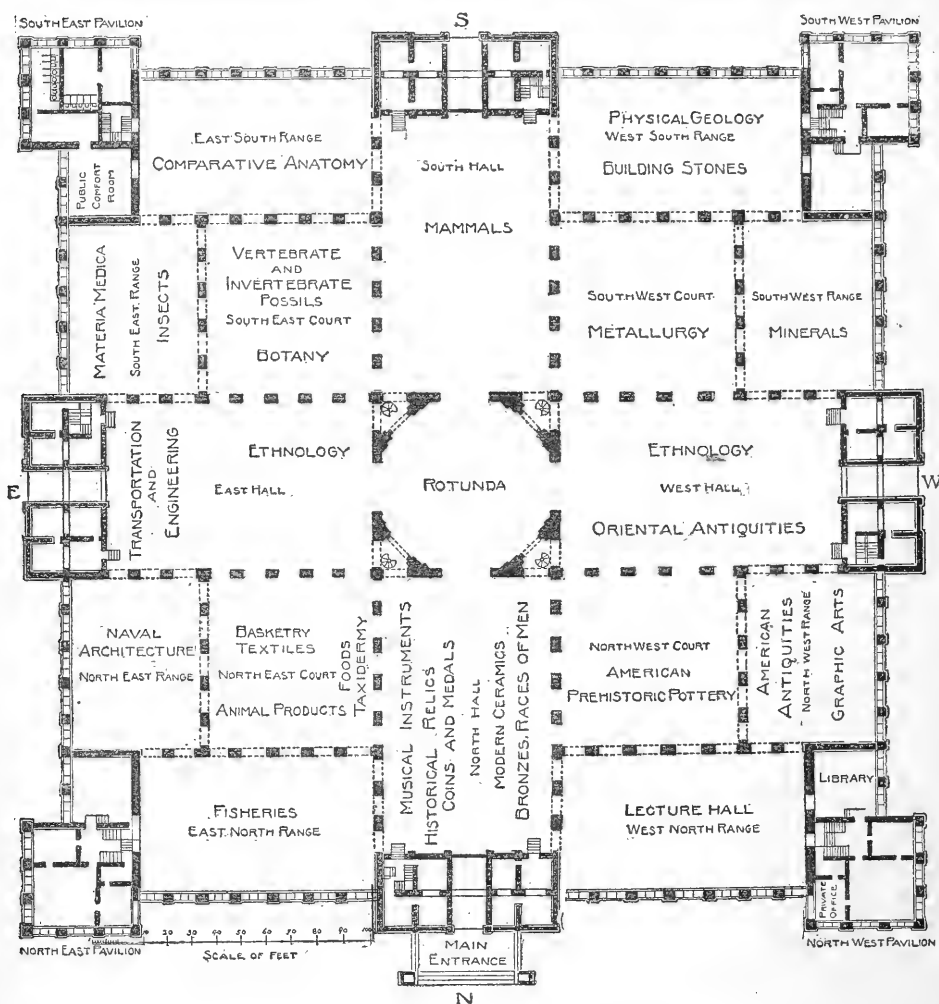 SOUTH EAST PAVILION
S
SOUTH WEST PAVILION
EAST SOUTH RANGE
COMPARATIVE ANATOMY
SOUTH HALL
MAMMALS
PHYSICAL GEOLOGY
WEST SOUTH RANGE
BUILDING STONES
PUBLIC
COMFORT
ROOM
MATERIA MEDICA
SOUTH EAST RANGE
INSECTS
VERTEBRATE
AND
INVERTEBRATE
FOSSILS
SOUTH EAST COURT
BOTANY
SOUTH WEST COURT
METALLURGY
SOUTH WEST RANGE
MINERALS
E
TRANSPORTATION
AND
ENGINEERING
ETHNOLOGY
EAST HALL
ROTUNDA
ETHNOLOGY
WEST HALL
ORIENTAL ANTIQUITIES
W
NAVAL
ARCHITECTURE
NORTH EAST RANGE
BASKETRY
TEXTILES
NORTH EAST COURT
ANIMAL PRODUCTS
FOODS
TAXIDERMY
MUSICAL INSTRUMENTS
HISTORICAL RELICS
COINS AND MEDALS
NORTH HALL
MODERN CERAMICS
BRONZES, RACES OF MEN
NORTH WEST COURT
AMERICAN
PREHISTORIC POTTERY
AMERICAN
ANTIQUITIES
NORTH WEST RANGE
GRAPHIC ARTS
FISHERIES
EAST NORTH RANGE
LECTURE HALL
WEST NORTH RANGE
LIBRARY
PRIVATE
OFFICE
NORTH EAST PAVILION
10 20 30 40 50 60 70 80 90 100
SCALE OF FEET
MAIN
ENTRANCE
NORTH WEST PAVILION
N